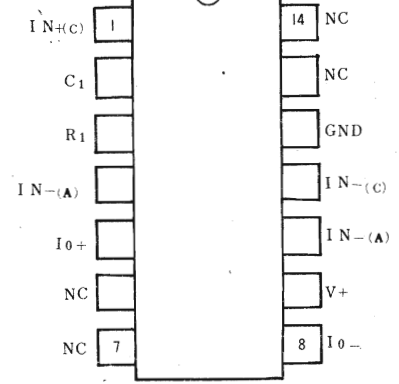 IN+(C) 1 14 NC
C1 NC
R1 GND
IN-(A) IN-(C)
I0+ IN-(A)
NC V+
NC 7 8 I0-